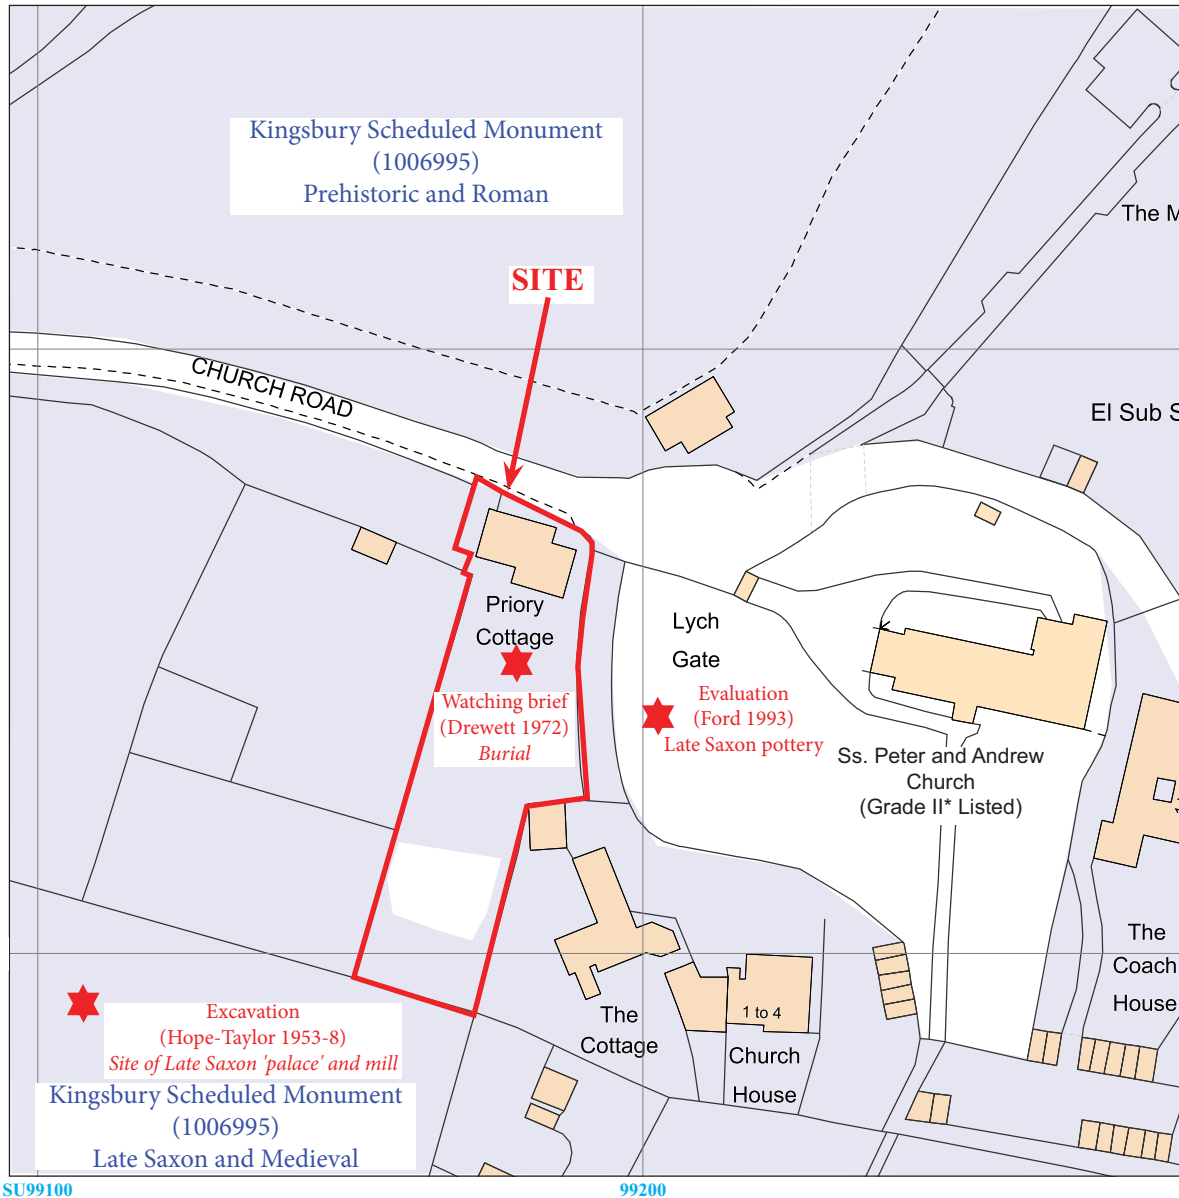 Kingsbury Scheduled Monument
(1006995)
Prehistoric and Roman
The M
SITE
CHURCH ROAD
El Sub S
Priory
Cottage
Lych
Gate
Watching brief
(Drewett 1972)
Burial
Evaluation
(Ford 1993)
Late Saxon pottery
Ss. Peter and Andrew
Church
(Grade II* Listed)
The
Coach
House
Excavation
(Hope-Taylor 1953-8)
Site of Late Saxon 'palace' and mill
The
Cottage
1 to 4
Church
House
Kingsbury Scheduled Monument
(1006995)
Late Saxon and Medieval
SU99100
99200